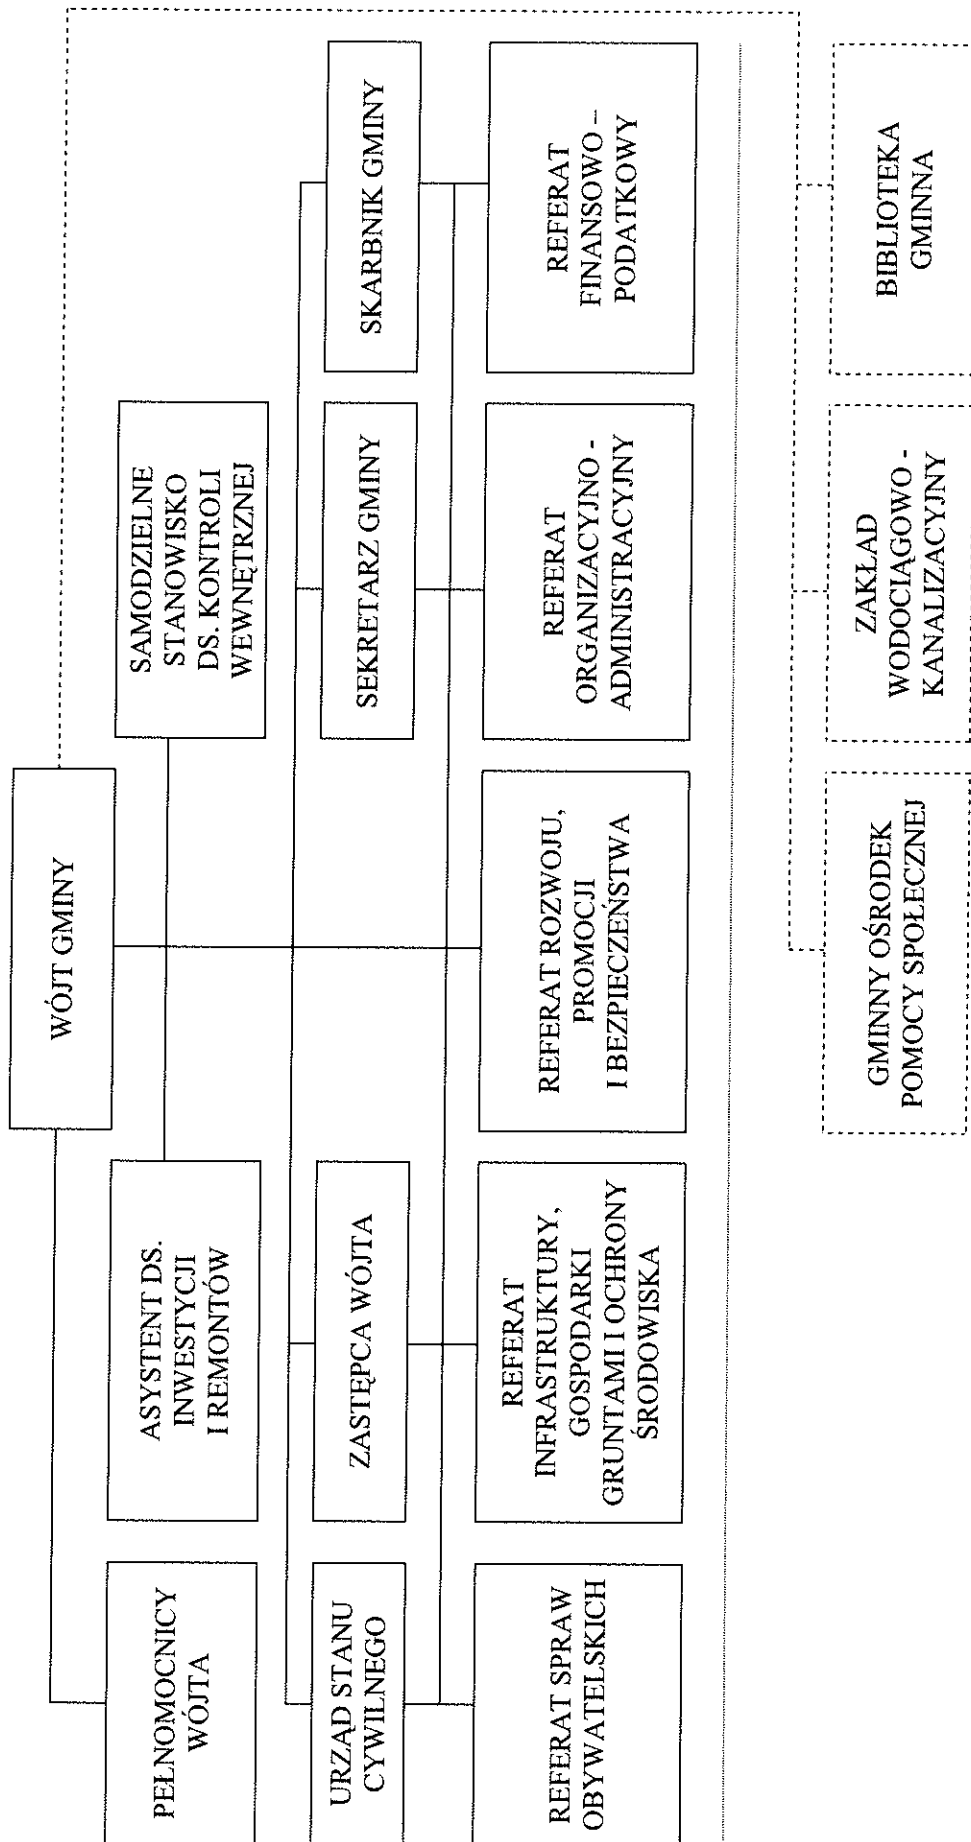 WÓJT GMINY
PEŁNOMOCNICY
WÓJTA
ASYSTENT DS.
INWESTYCJI
I REMONTÓW
SAMODZIELNE
STANOWISKO
DS. KONTROLI
WEWNĘTRZNEJ
URZĄD STANU
CYWILNEGO
ZASTĘPCA WÓJTA
SEKRETARZ GMINY
SKARBNIK GMINY
REFERAT SPRAW
OBYWATELSKICH
REFERAT
INFRASTRUKTURY,
GOSPODARKI
GRUNTAMI I OCHRONY
ŚRODOWISKA
REFERAT ROZWOJU,
PROMOCJI
I BEZPIECZEŃSTWA
REFERAT
ORGANIZACYJNO -
ADMINISTRACYJNY
REFERAT
FINANSOWO –
PODATKOWY
GMINNY OŚRODEK
POMOCY SPOŁECZNEJ
ZAKŁAD
WODOCIĄGOWO -
KANALIZACYJNY
BIBLIOTEKA
GMINNA